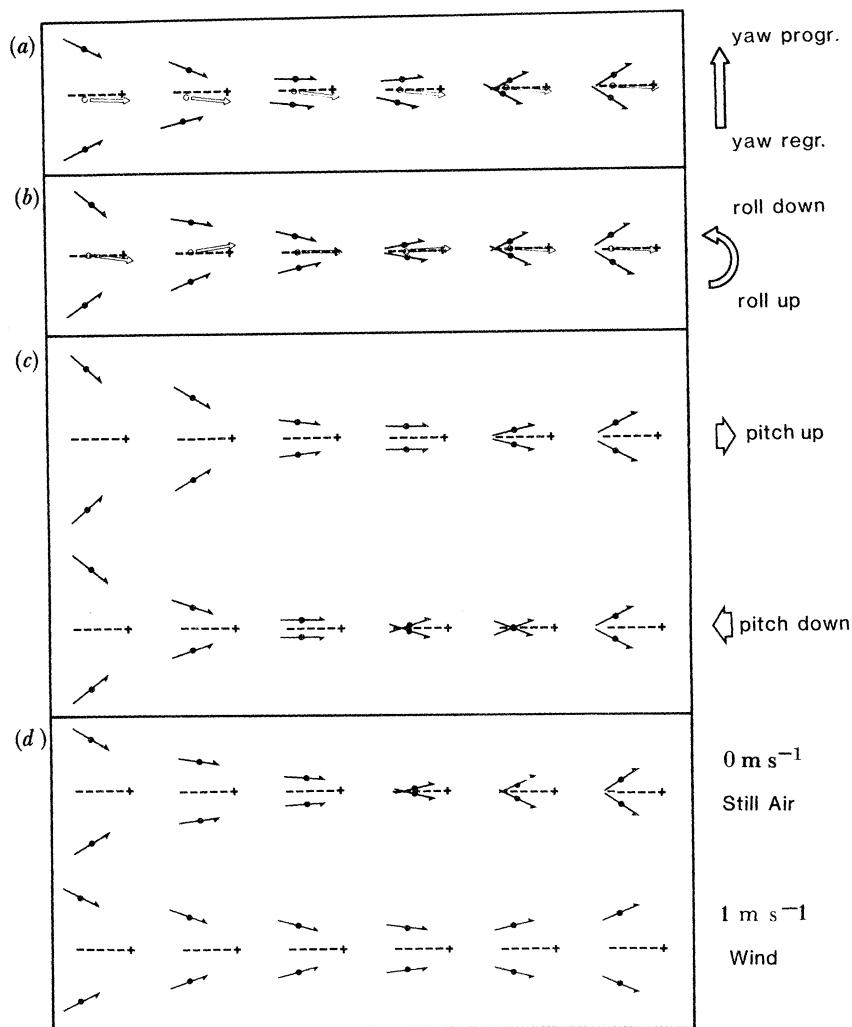 (a)
yaw progr.
yaw regr.
(b)
roll down
roll up
(c)
pitch up
pitch down
(d)
0 m s⁻¹
Still Air
1 m s⁻¹
Wind